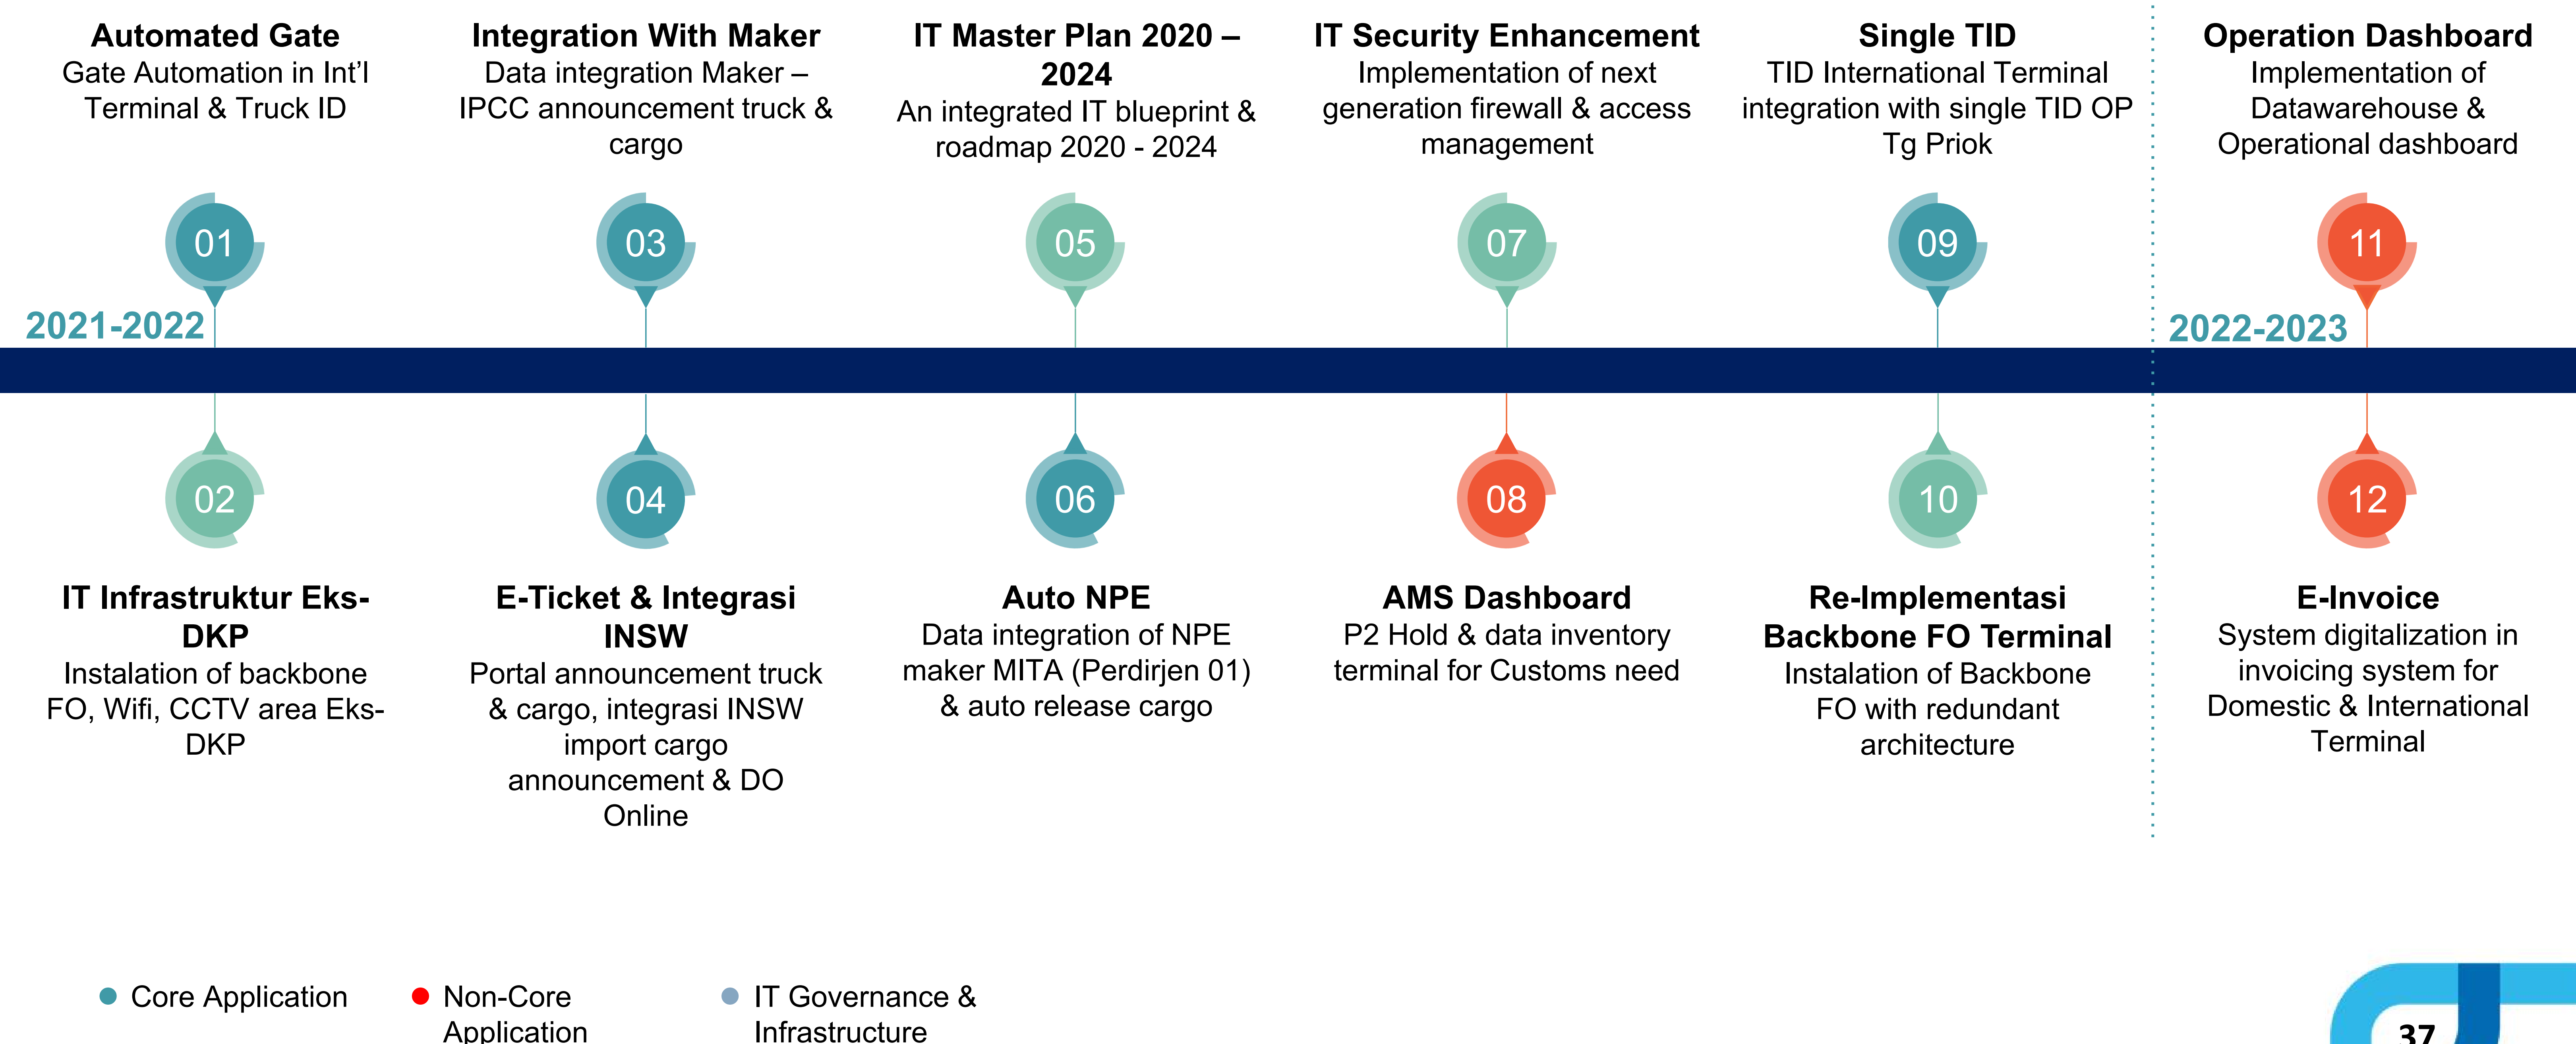 Automated Gate
Gate Automation in Int’l
Terminal & Truck ID
Integration With Maker
Data integration Maker –
IPCC announcement truck &
cargo
IT Master Plan 2020 –
2024
An integrated IT blueprint &
roadmap 2020 - 2024
IT Security Enhancement
Implementation of next
generation firewall & access
management
Single TID
TID International Terminal
integration with single TID OP
Tg Priok
Operation Dashboard
Implementation of
Datawarehouse &
Operational dashboard
01
03
05
07
09
11
2021-2022
2022-2023
02
04
06
08
10
12
IT Infrastruktur Eks-
DKP
Instalation of backbone
FO, Wifi, CCTV area Eks-
DKP
E-Ticket & Integrasi
INSW
Portal announcement truck
& cargo, integrasi INSW
import cargo
announcement & DO
Online
Auto NPE
Data integration of NPE
maker MITA (Perdirjen 01)
& auto release cargo
AMS Dashboard
P2 Hold & data inventory
terminal for Customs need
Re-Implementasi
Backbone FO Terminal
Instalation of Backbone
FO with redundant
architecture
E-Invoice
System digitalization in
invoicing system for
Domestic & International
Terminal
Core Application
Non-Core
Application
IT Governance &
Infrastructure
37